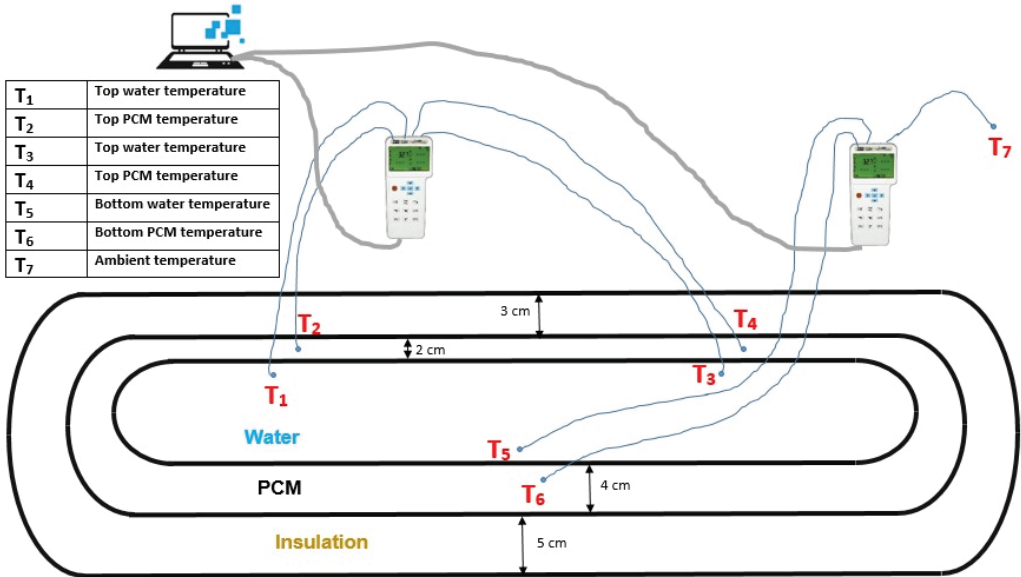 T₁ Top water temperature
T₂ Top PCM temperature
T₃ Top water temperature
T₄ Top PCM temperature
T₅ Bottom water temperature
T₆ Bottom PCM temperature
T₇ Ambient temperature
T₇
3 cm
T₂
T₄
2 cm
T₁
T₃
Water
T₅
PCM
T₆
4 cm
Insulation
5 cm